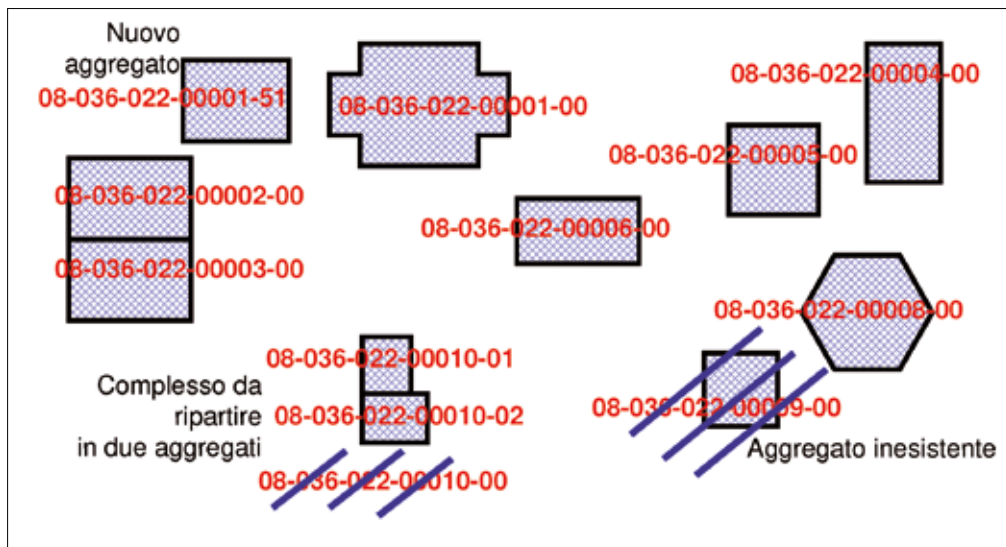 Nuovo
aggregato
08-036-022-00001-51
08-036-022-00001-00
08-036-022-00004-00
08-036-022-00005-00
08-036-022-00002-00
08-036-022-00006-00
08-036-022-00003-00
08-036-022-00008-00
08-036-022-00010-01
Complesso da
ripartire
in due aggregati
08-036-022-00010-02
08-036-022-00009-00
Aggregato inesistente
08-036-022-00010-00